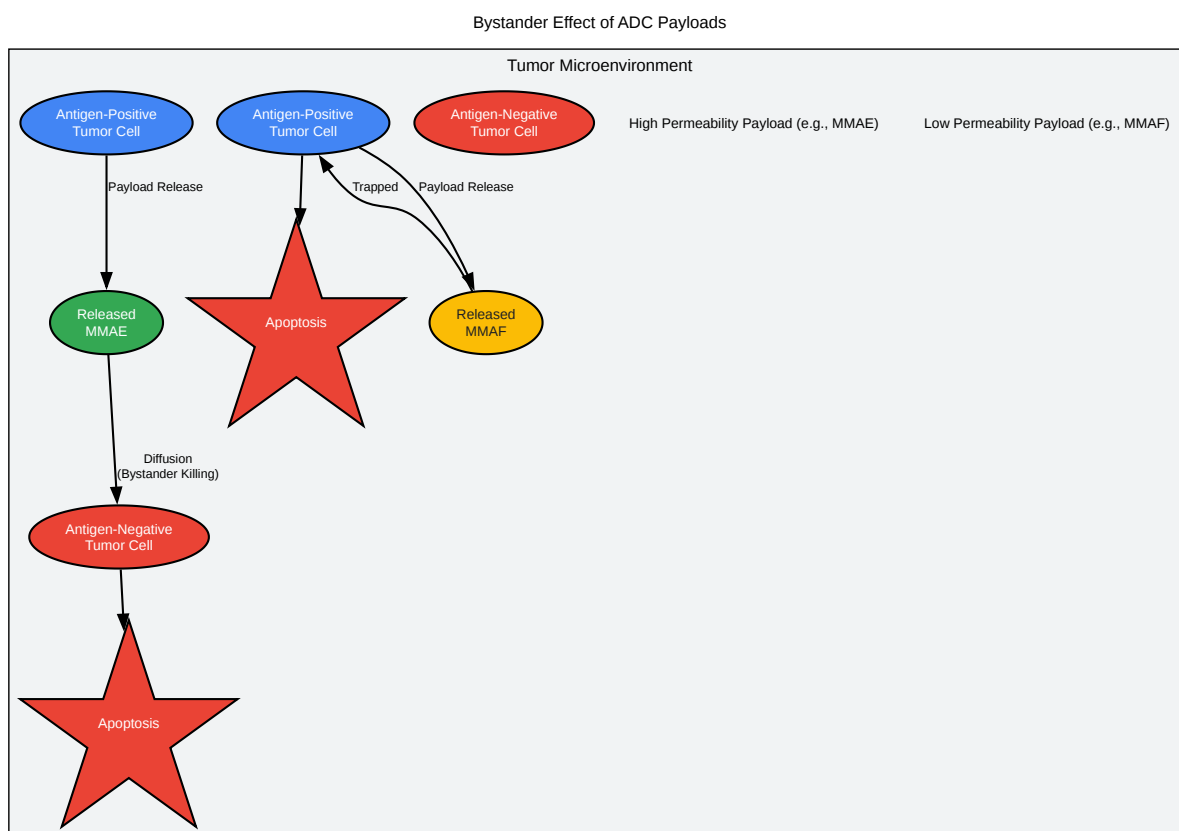 Bystander Effect of ADC Payloads
Tumor Microenvironment
Antigen-Positive
Tumor Cell
Antigen-Positive
Tumor Cell
Antigen-Negative
Tumor Cell
High Permeability Payload (e.g., MMAE)
Low Permeability Payload (e.g., MMAF)
Payload Release
Trapped
Payload Release
Released
MMAE
Apoptosis
Released
MMAF
Diffusion
(Bystander Killing)
Antigen-Negative
Tumor Cell
Apoptosis